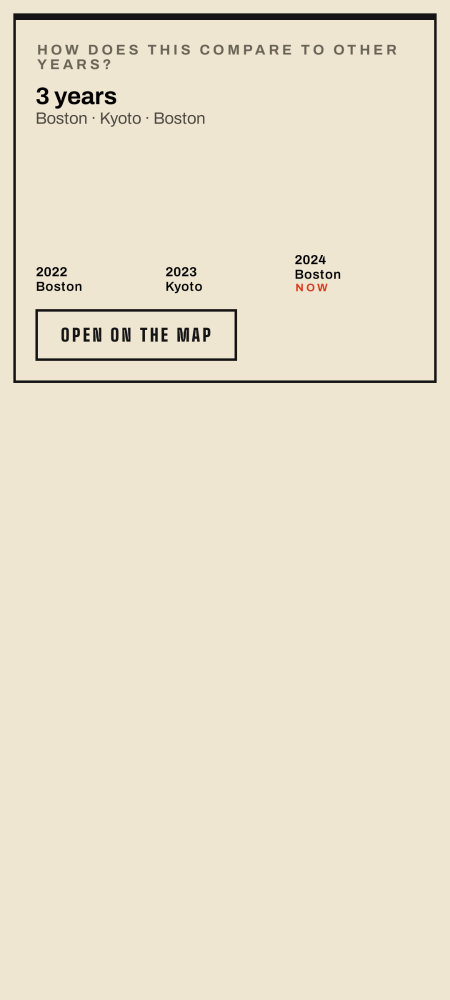 HOW DOES THIS COMPARE TO OTHER
YEARS?
3 years
Boston · Kyoto · Boston
2022
Boston
2023
Kyoto
2024
Boston
NOW
OPEN ON THE MAP